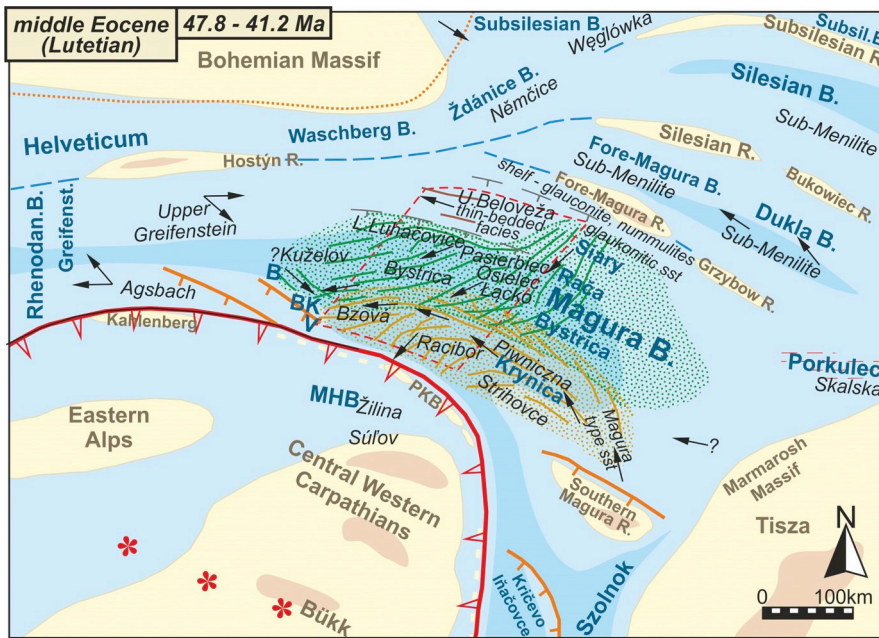 middle Eocene
(Lutetian)
47.8 - 41.2 Ma
Bohemian Massif
Subsilesian B.
Węglówka
Subsil.B
Subsilesian R.
Silesian B.
Sub-Menilite
Ždánice B.
Němčice
Waschberg B.
Helveticum
Hostýn R.
Silesian R.
Fore-Magura B.
Sub-Menilite
Bukowiec R.
Dukla B.
Sub-Menilite
shelf - glauconite
nummulites
Fore-Magura R.
glaukonitic sst
Grzybow R.
Rhenodan.B.
Greifenst.
Upper
Greifenstein
U Beloveža
thin-bedded
facies
L Luhačovice
?Kuželov
Pasierbiec
Osielec
Łącko
Bystrica
Siary
Rača
Magura B.
Bystrica
B
BK
V
Bzová
Agsbach
Kahlenberg
Racibor
Piwniczna
Krynica
Strihovce
Magura
type sst
Porkulec
Skalska
MHB
Žilina
Súľov
PKB
Eastern
Alps
Central Western
Carpathians
?
Southern
Magura R.
Marmarosh
Massif
Tisza
N
0 100km
Kričevo
Iňačovce
Szolnok
Bükk